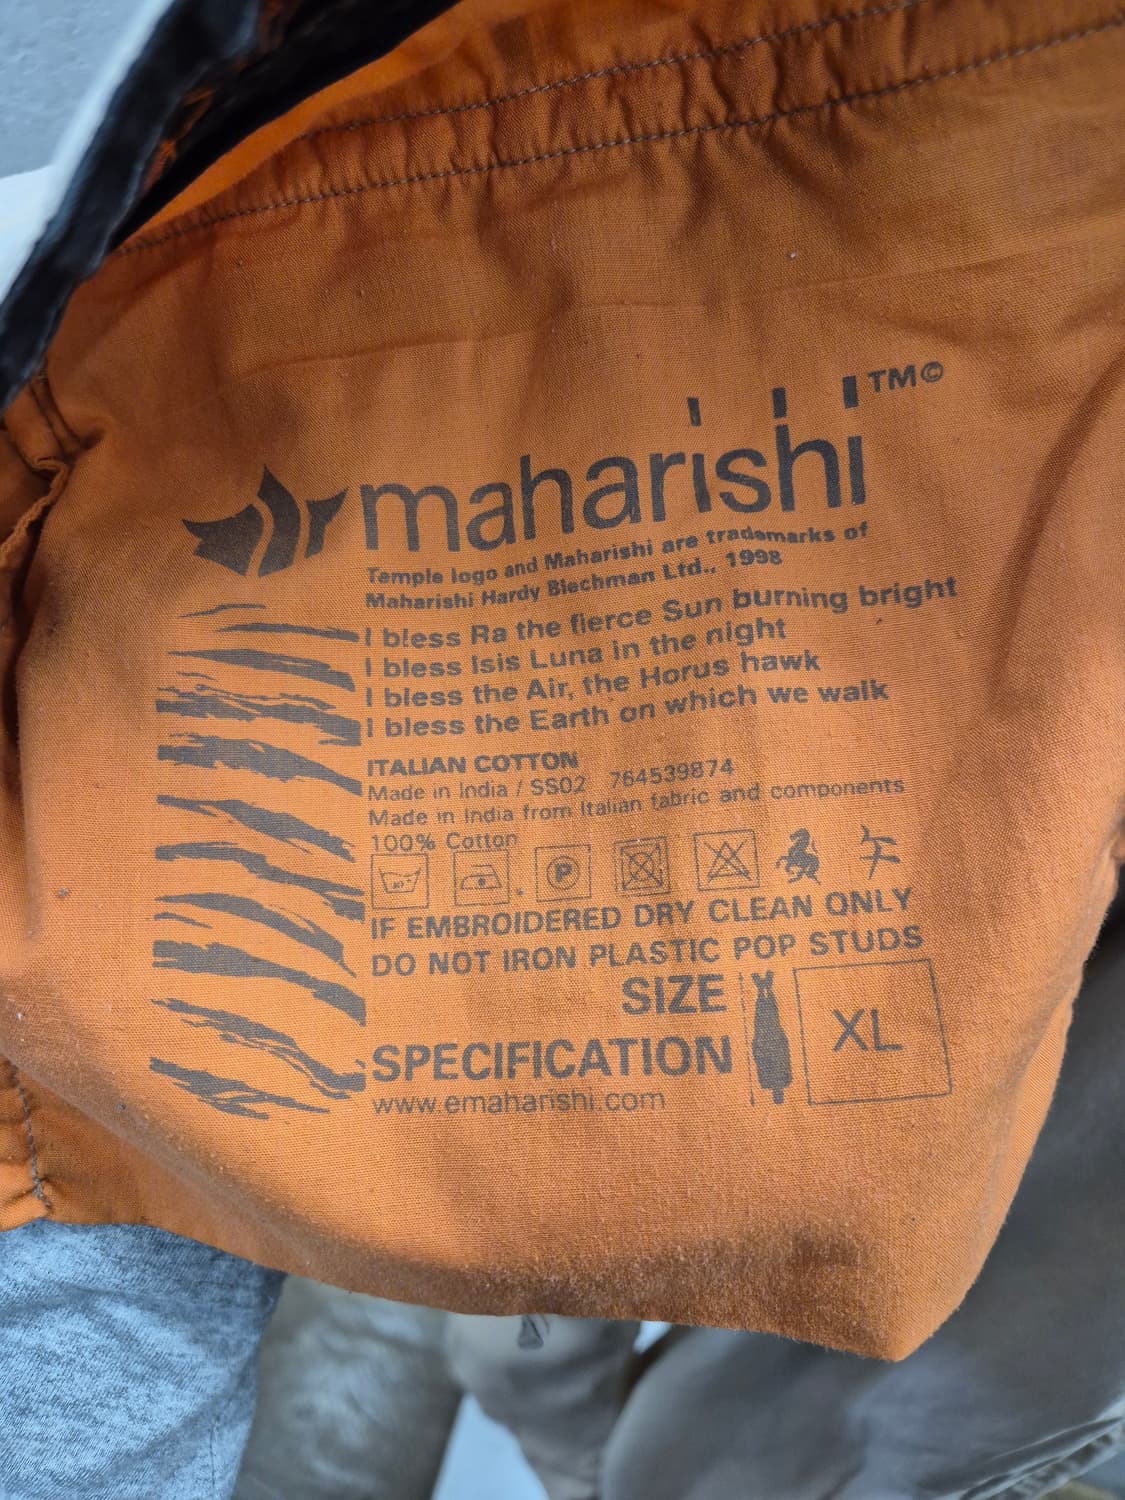 maharishi TM©
Temple logo and Maharishi are trademarks of
Maharishi Hardy Blechman Ltd., 1998
I bless Ra the fierce Sun burning bright
I bless Isis Luna in the night
I bless the Air, the Horus hawk
I bless the Earth on which we walk
ITALIAN COTTON
Made in India / SS02 764539874
Made in India from Italian fabric and components
100% Cotton
P
IF EMBROIDERED DRY CLEAN ONLY
DO NOT IRON PLASTIC POP STUDS
SIZE
SPECIFICATION
XL
www.emaharishi.com